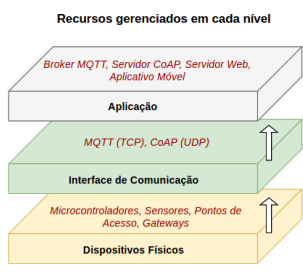 Recursos gerenciados em cada nível
Broker MQTT, Servidor CoAP, Servidor Web,
Aplicativo Móvel
Aplicação
MQTT (TCP), CoAP (UDP)
Interface de Comunicação
Microcontroladores, Sensores, Pontos de
Acesso, Gateways
Dispositivos Físicos